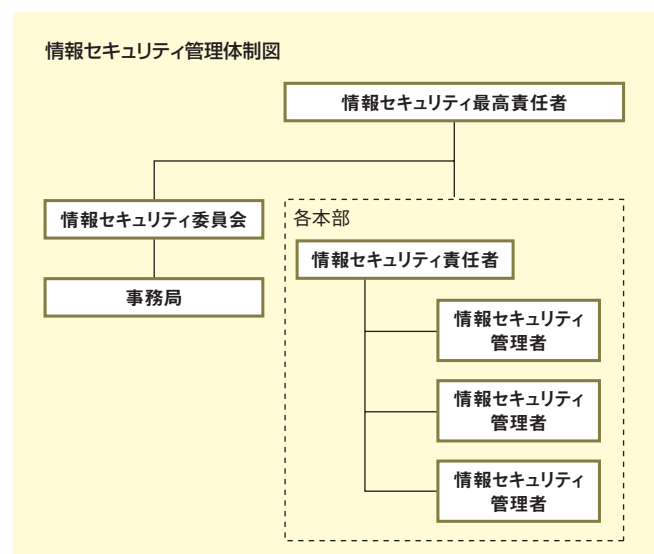 情報セキュリティ管理体制図
情報セキュリティ最高責任者
情報セキュリティ委員会
事務局
各本部
情報セキュリティ責任者
情報セキュリティ
管理者
情報セキュリティ
管理者
情報セキュリティ
管理者